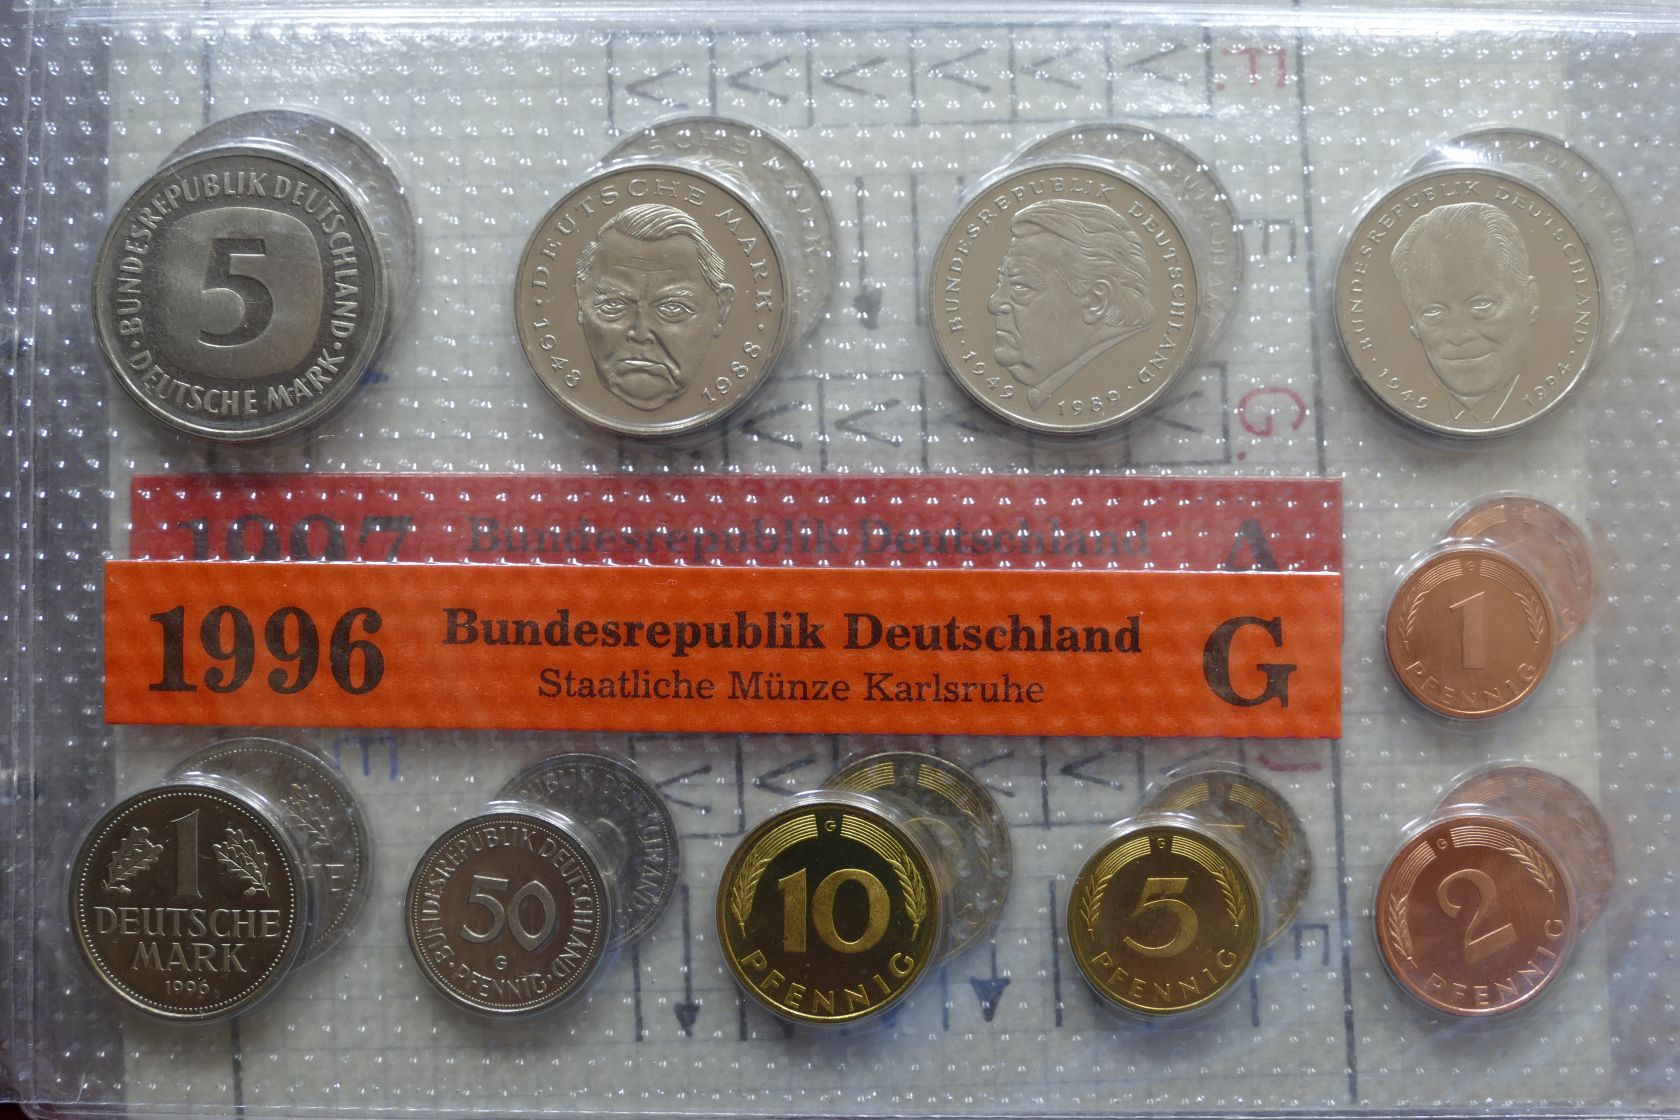 F.
BUNDESREPUBLIK DEUTSCHLAND
5
DEUTSCHE MARK
DEUTSCHE MARK
1948 1988
BUNDESREPUBLIK DEUTSCHLAND
1949 1989
BUNDESREPUBLIK DEUTSCHLAND
1949 1994
G.
1997 Bundesrepublik Deutschland A
1996 Bundesrepublik Deutschland G
Staatliche Münze Karlsruhe
G
1
PFENNIG
1
DEUTSCHE
MARK
1996
BUNDESREPUBLIK DEUTSCHLAND
50
G
PFENNIG
G
10
PFENNIG
G
5
PFENNIG
G
2
PFENNIG